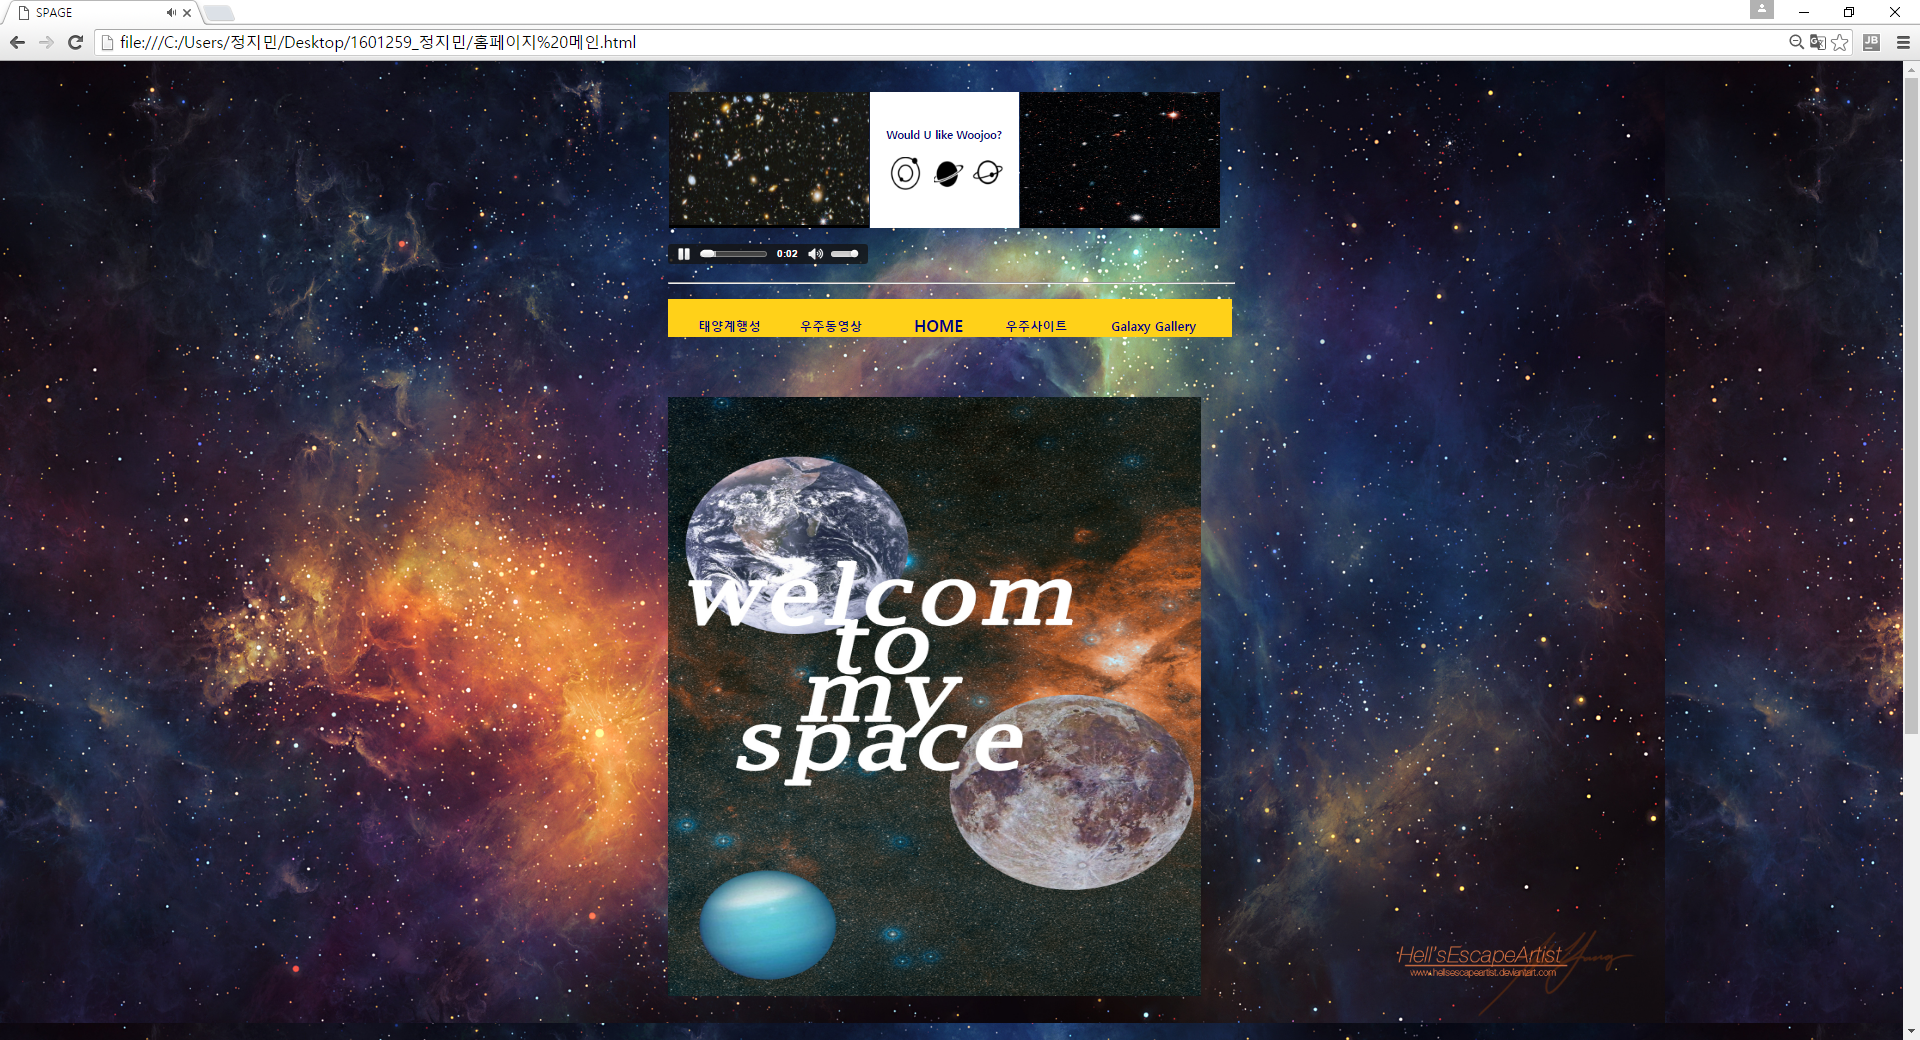 SPAGE
file:///C:/Users/정지민/Desktop/1601259_정지민/홈페이지%20메인.html
JB
Would U like Woojoo?
0:02
태양계행성 우주동영상 HOME 우주사이트 Galaxy Gallery
welcom
to
my
space
Hell'sEscapeArtist
www.hellsescapeartist.deviantart.com